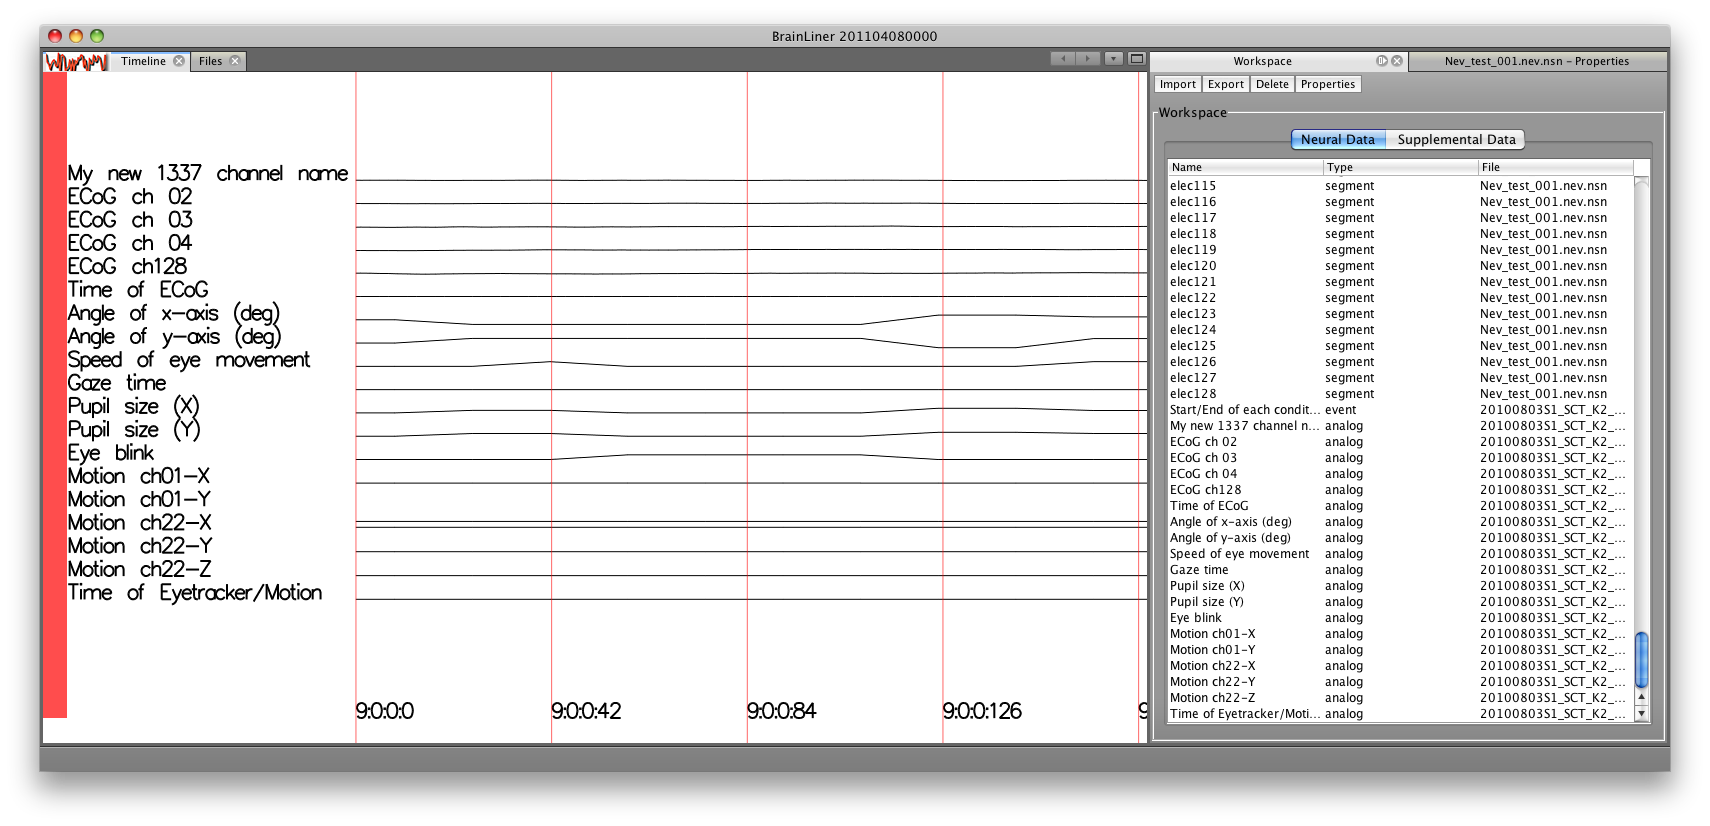 BrainLiner 201104080000
Timeline Files
Workspace Nev_test_001.nev.nsn - Properties
Import Export Delete Properties
Workspace
Neural Data Supplemental Data
My new 1337 channel name
ECoG ch 02
ECoG ch 03
ECoG ch 04
ECoG ch128
Time of ECoG
Angle of x-axis (deg)
Angle of y-axis (deg)
Speed of eye movement
Gaze time
Pupil size (X)
Pupil size (Y)
Eye blink
Motion ch01-X
Motion ch01-Y
Motion ch22-X
Motion ch22-Y
Motion ch22-Z
Time of Eyetracker/Motion
9:0:0:0 9:0:0:42 9:0:0:84 9:0:0:126 9
Name Type File
elec115 segment Nev_test_001.nev.nsn
elec116 segment Nev_test_001.nev.nsn
elec117 segment Nev_test_001.nev.nsn
elec118 segment Nev_test_001.nev.nsn
elec119 segment Nev_test_001.nev.nsn
elec120 segment Nev_test_001.nev.nsn
elec121 segment Nev_test_001.nev.nsn
elec122 segment Nev_test_001.nev.nsn
elec123 segment Nev_test_001.nev.nsn
elec124 segment Nev_test_001.nev.nsn
elec125 segment Nev_test_001.nev.nsn
elec126 segment Nev_test_001.nev.nsn
elec127 segment Nev_test_001.nev.nsn
elec128 segment Nev_test_001.nev.nsn
Start/End of each condit... event 20100803S1_SCT_K2_...
My new 1337 channel n... analog 20100803S1_SCT_K2_...
ECoG ch 02 analog 20100803S1_SCT_K2_...
ECoG ch 03 analog 20100803S1_SCT_K2_...
ECoG ch 04 analog 20100803S1_SCT_K2_...
ECoG ch128 analog 20100803S1_SCT_K2_...
Time of ECoG analog 20100803S1_SCT_K2_...
Angle of x-axis (deg) analog 20100803S1_SCT_K2_...
Angle of y-axis (deg) analog 20100803S1_SCT_K2_...
Speed of eye movement analog 20100803S1_SCT_K2_...
Gaze time analog 20100803S1_SCT_K2_...
Pupil size (X) analog 20100803S1_SCT_K2_...
Pupil size (Y) analog 20100803S1_SCT_K2_...
Eye blink analog 20100803S1_SCT_K2_...
Motion ch01-X analog 20100803S1_SCT_K2_...
Motion ch01-Y analog 20100803S1_SCT_K2_...
Motion ch22-X analog 20100803S1_SCT_K2_...
Motion ch22-Y analog 20100803S1_SCT_K2_...
Motion ch22-Z analog 20100803S1_SCT_K2_...
Time of Eyetracker/Moti... analog 20100803S1_SCT_K2_...